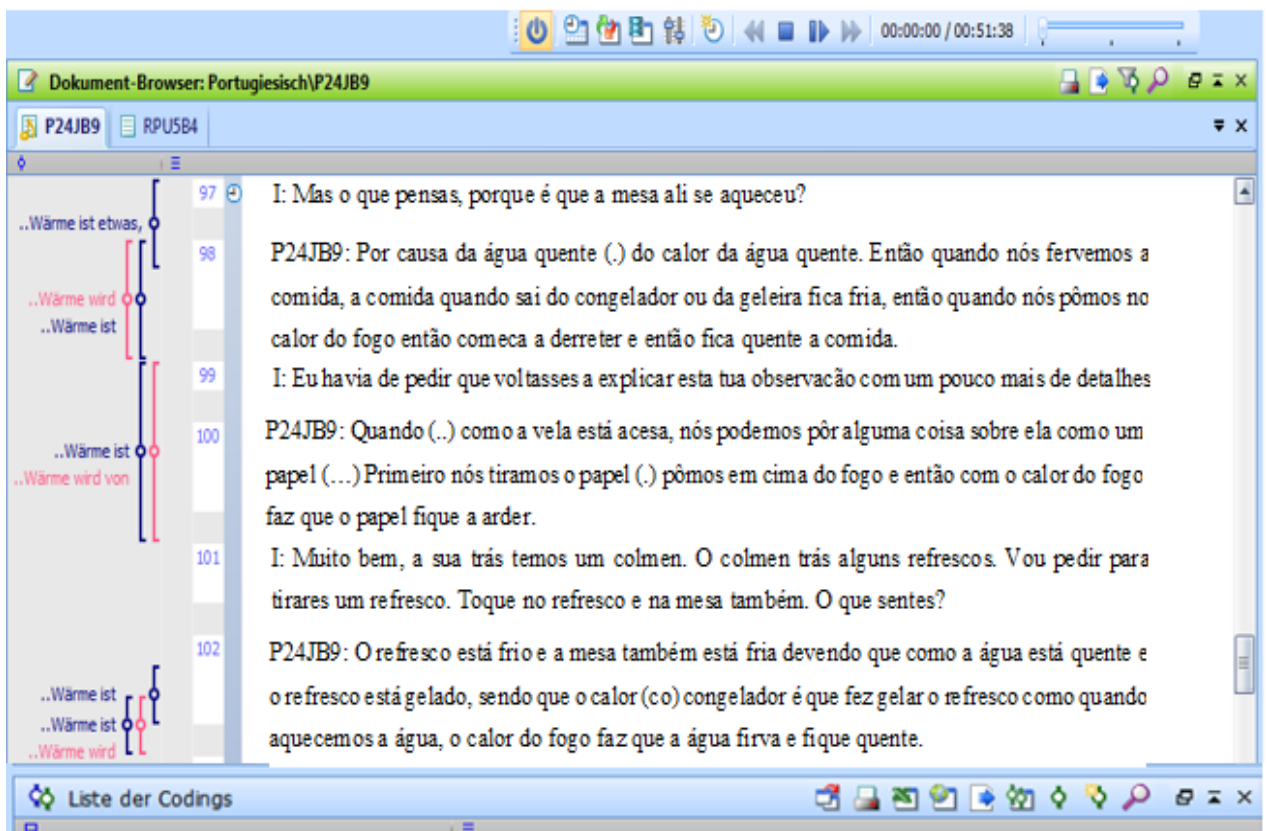 00:00:00 / 00:51:38
Dokument-Browser: Portugiesisch\P24JB9
P24JB9 RPU5B4
97 I: Mas o que pensas, porque é que a mesa ali se aqueceu?
..Wärme ist etwas,
98 P24JB9: Por causa da água quente (.) do calor da água quente. Então quando nós fervemos a
..Wärme wird comida, a comida quando sai do congelador ou da geleira fica fria, então quando nós pômos no
..Wärme ist calor do fogo então comeca a derreter e então fica quente a comida.
99 I: Eu havia de pedir que voltasses a explicar esta tua observacão com um pouco mais de detalhes
100 P24JB9: Quando (..) como a vela está acesa, nós podemos pôr alguma coisa sobre ela como um
..Wärme ist
..Wärme wird von papel (…) Primeiro nós tiramos o papel (.) pômos em cima do fogo e então com o calor do fogo
faz que o papel fique a arder.
101 I: Muito bem, a sua trás temos um colmen. O colmen trás alguns refrescos. Vou pedir para
tirares um refresco. Toque no refresco e na mesa também. O que sentes?
102 P24JB9: O refresco está frio e a mesa também está fria devendo que como a água está quente e
..Wärme ist o refresco está gelado, sendo que o calor (co) congelador é que fez gelar o refresco como quando
..Wärme ist
..Wärme wird aquecemos a água, o calor do fogo faz que a água firva e fique quente.
Liste der Codings